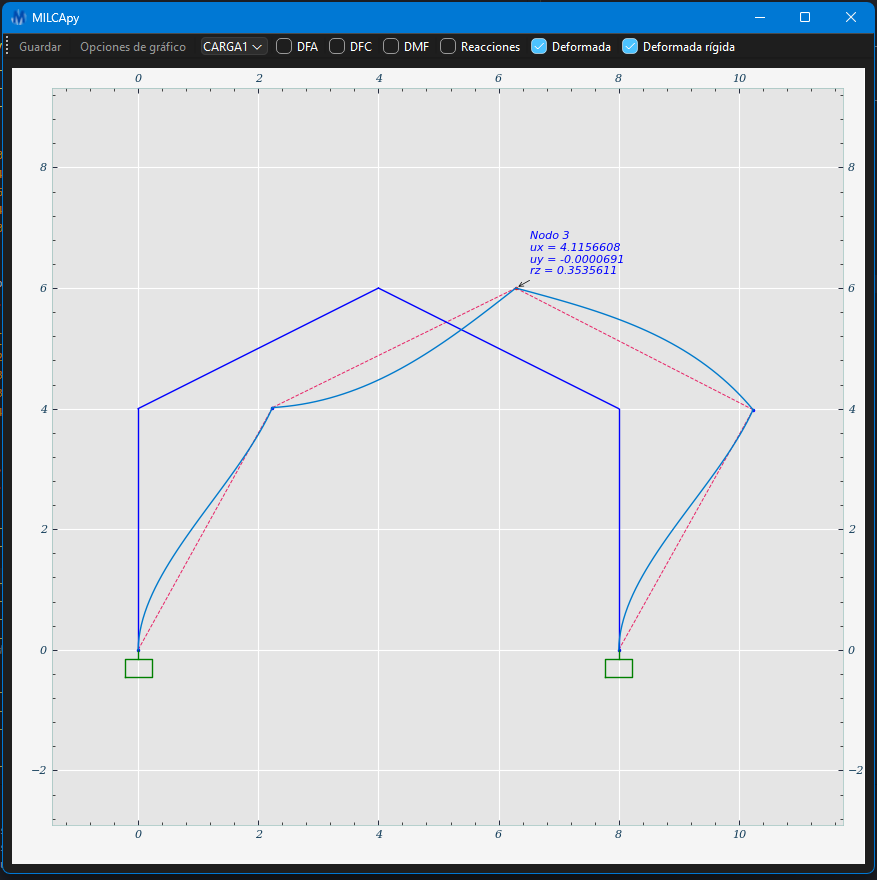 MILCApy
Guardar Opciones de gráfico CARGA1 DFA DFC DMF Reacciones Deformada Deformada rígida
0 2 4 6 8 10
8 8
Nodo 3
ux = 4.1156608
uy = -0.0000691
rz = 0.3535611
6 6
4 4
2 2
0 0
−2 −2
0 2 4 6 8 10